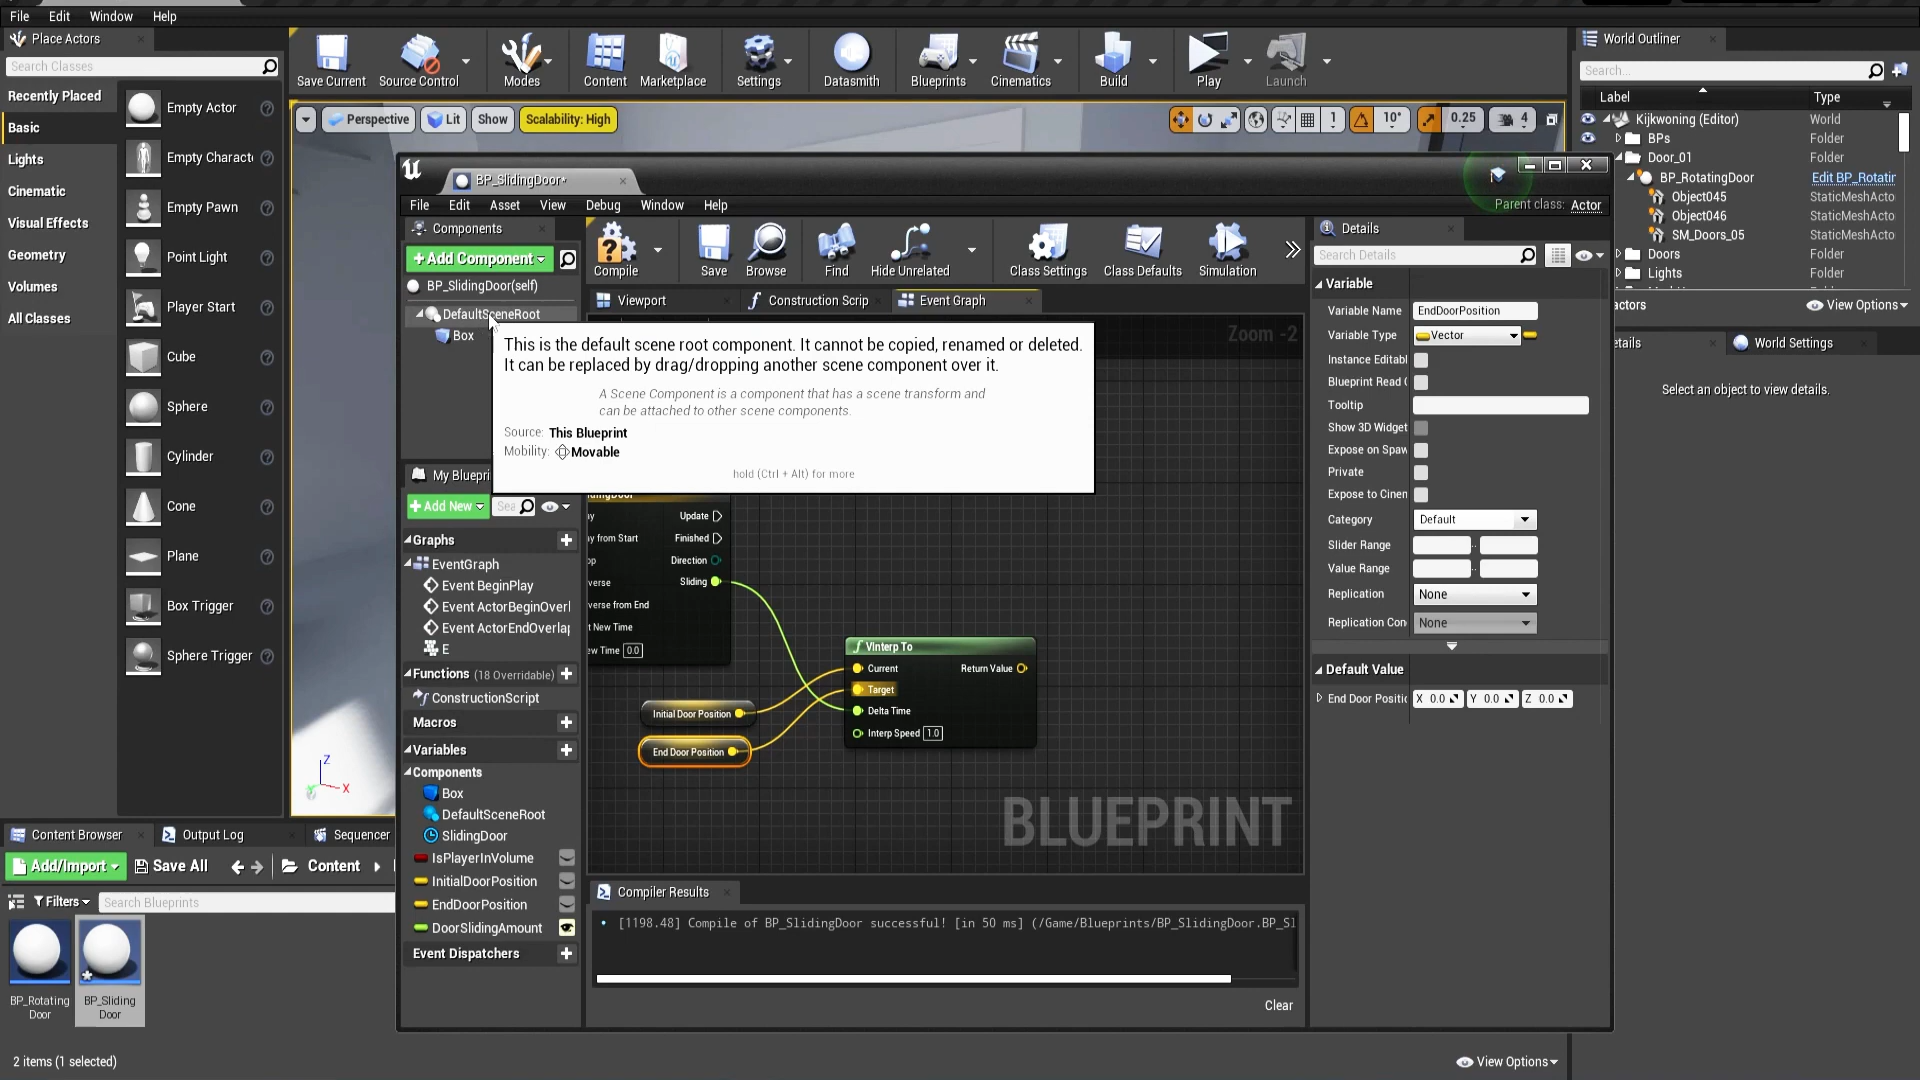 File Edit Window Help
Place Actors
Search Classes
Recently Placed
Basic
Lights
Cinematic
Visual Effects
Geometry
Volumes
All Classes
Empty Actor
Empty Charact
Empty Pawn
Point Light
Player Start
Cube
Sphere
Cylinder
Cone
Plane
Box Trigger
Sphere Trigger
Save Current
Source Control
Modes
Content
Marketplace
Settings
Datasmith
Blueprints
Cinematics
Build
Play
Launch
Perspective
Lit
Show
Scalability: High
1
10°
0.25
4
World Outliner
Search...
Label Type
Kijkwoning (Editor) World
BPs Folder
Door_01 Folder
BP_RotatingDoor Edit BP_Rotatir
Object045 StaticMeshActo
Object046 StaticMeshActo
SM_Doors_05 StaticMeshActo
Doors Folder
Lights Folder
actors
View Options
etails
World Settings
Select an object to view details.
BP_SlidingDoor*
File Edit Asset View Debug Window Help
Parent class: Actor
Components
+Add Component
BP_SlidingDoor(self)
DefaultSceneRoot
Box
Compile
Save
Browse
Find
Hide Unrelated
Class Settings
Class Defaults
Simulation
Viewport
Construction Scrip
Event Graph
Zoom -2
This is the default scene root component. It cannot be copied, renamed or deleted.
It can be replaced by drag/dropping another scene component over it.
A Scene Component is a component that has a scene transform and
can be attached to other scene components.
Source: This Blueprint
Mobility: Movable
hold (Ctrl + Alt) for more
My Blueprin
+Add New
Sea
Graphs
EventGraph
Event BeginPlay
Event ActorBeginOverl
Event ActorEndOverlap
E
Functions (18 Overridable)
ConstructionScript
Macros
Variables
Components
Box
DefaultSceneRoot
SlidingDoor
IsPlayerInVolume
InitialDoorPosition
EndDoorPosition
DoorSlidingAmount
Event Dispatchers
ay Update
ay from Start Finished
op Direction
verse Sliding
verse from End
t New Time
ew Time 0.0
Initial Door Position
End Door Position
VInterp To
Current Return Value
Target
Delta Time
Interp Speed 1.0
BLUEPRINT
Compiler Results
[1198.48] Compile of BP_SlidingDoor successful! [in 50 ms] (/Game/Blueprints/BP_SlidingDoor.BP_Sl
Clear
Details
Search Details
Variable
Variable Name EndDoorPosition
Variable Type Vector
Instance Editabl
Blueprint Read (
Tooltip
Show 3D Widget
Expose on Spaw
Private
Expose to Cinen
Category Default
Slider Range
Value Range
Replication None
Replication Con None
Default Value
End Door Positic X 0.0 Y 0.0 Z 0.0
Z
X
Content Browser
Output Log
Sequencer
Add/Import
Save All
Content
Filters
Search Blueprints
BP_Rotating
Door
BP_Sliding
Door
2 items (1 selected)
View Options